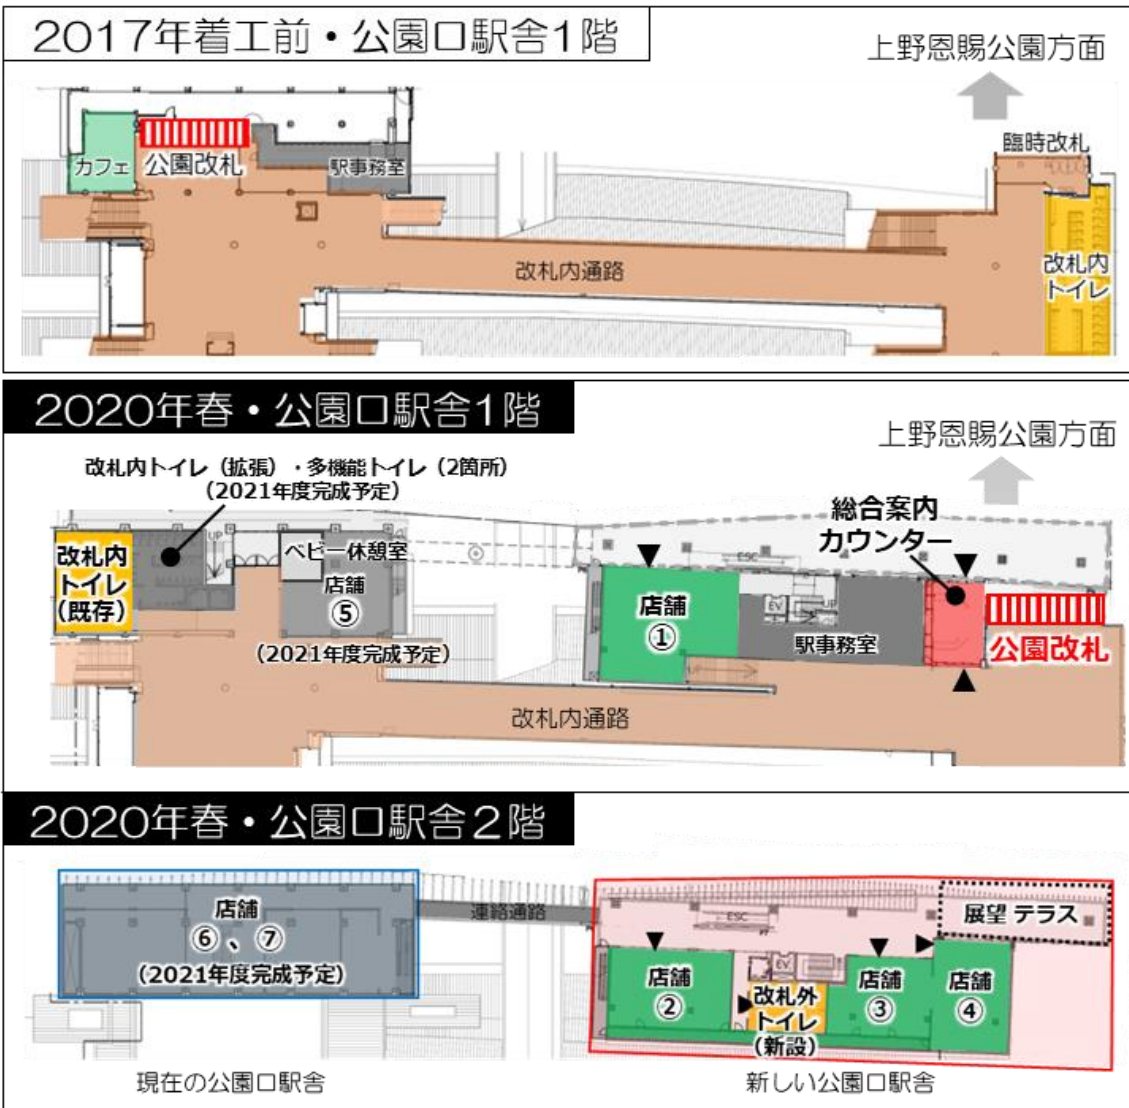 2017年着工前・公園口駅舎1階
上野恩賜公園方面
臨時改札
カフェ
公園改札
駅事務室
改札内通路
改札内
トイレ
2020年春・公園口駅舎1階
上野恩賜公園方面
改札内トイレ（拡張）・多機能トイレ（2箇所）
（2021年度完成予定）
総合案内
カウンター
改札内
トイレ
（既存）
UP
ベビー休憩室
店舗
⑤
（2021年度完成予定）
ESC
店舗
①
EV
UP
駅事務室
公園改札
改札内通路
2020年春・公園口駅舎2階
店舗
⑥、⑦
（2021年度完成予定）
連絡通路
ESC
展望 テラス
店舗
②
EV
改札外
トイレ
（新設）
店舗
③
店舗
④
現在の公園口駅舎
新しい公園口駅舎